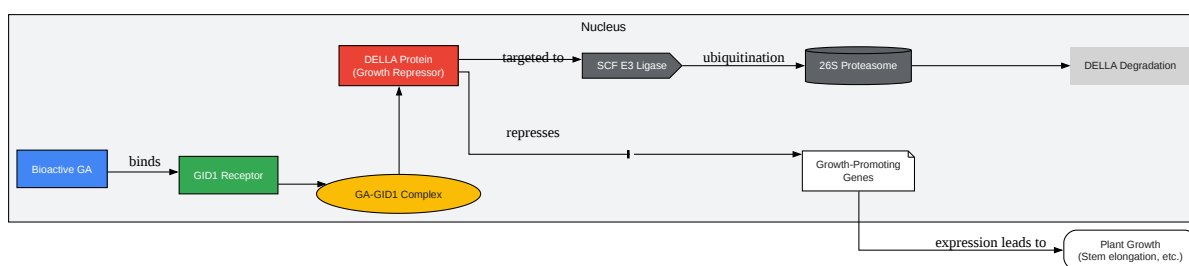 Nucleus
DELLA Protein
(Growth Repressor)
targeted to
SCF E3 Ligase
ubiquitination
26S Proteasome
DELLA Degradation
represses
Bioactive GA
binds
GID1 Receptor
GA-GID1 Complex
Growth-Promoting
Genes
expression leads to
Plant Growth
(Stem elongation, etc.)